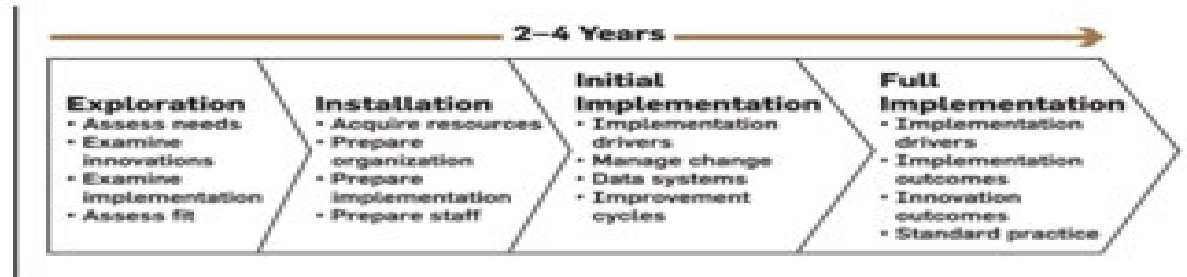 2–4 Years
Exploration
• Assess needs
• Examine
innovations
• Examine
implementation
• Assess fit
Installation
• Acquire resources
• Prepare
organization
• Prepare
implementation
• Prepare staff
Initial
Implementation
• Implementation
drivers
• Manage change
• Data systems
• Improvement
cycles
Full
Implementation
• Implementation
drivers
• Implementation
outcomes
• Innovation
outcomes
• Standard practice